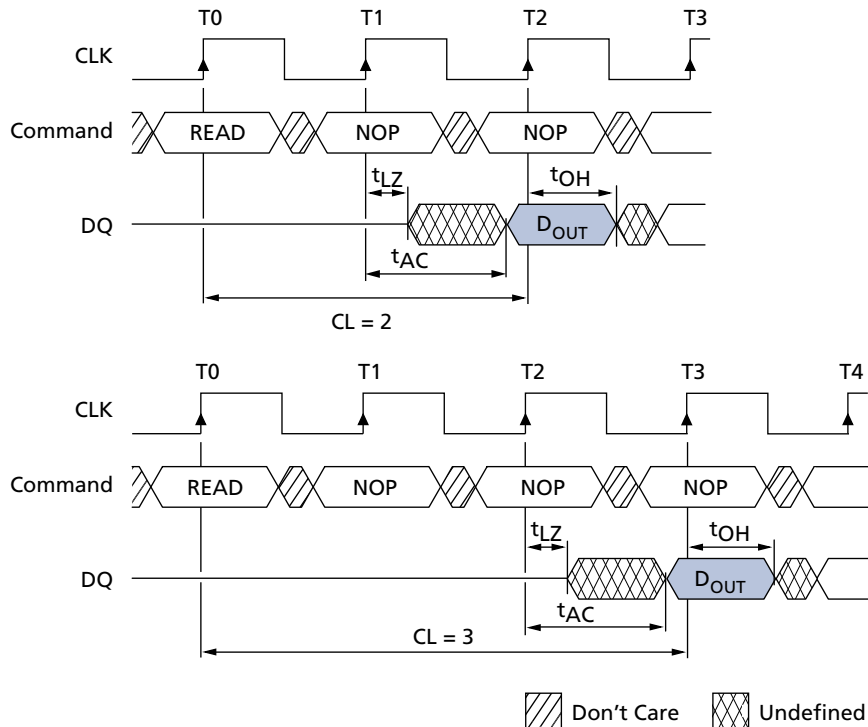 T0 T1 T2 T3
CLK
Command READ NOP NOP
tLZ tOH
DQ DOUT
tAC
CL = 2
T0 T1 T2 T3 T4
CLK
Command READ NOP NOP NOP
tLZ tOH
DQ DOUT
tAC
CL = 3
Don't Care Undefined